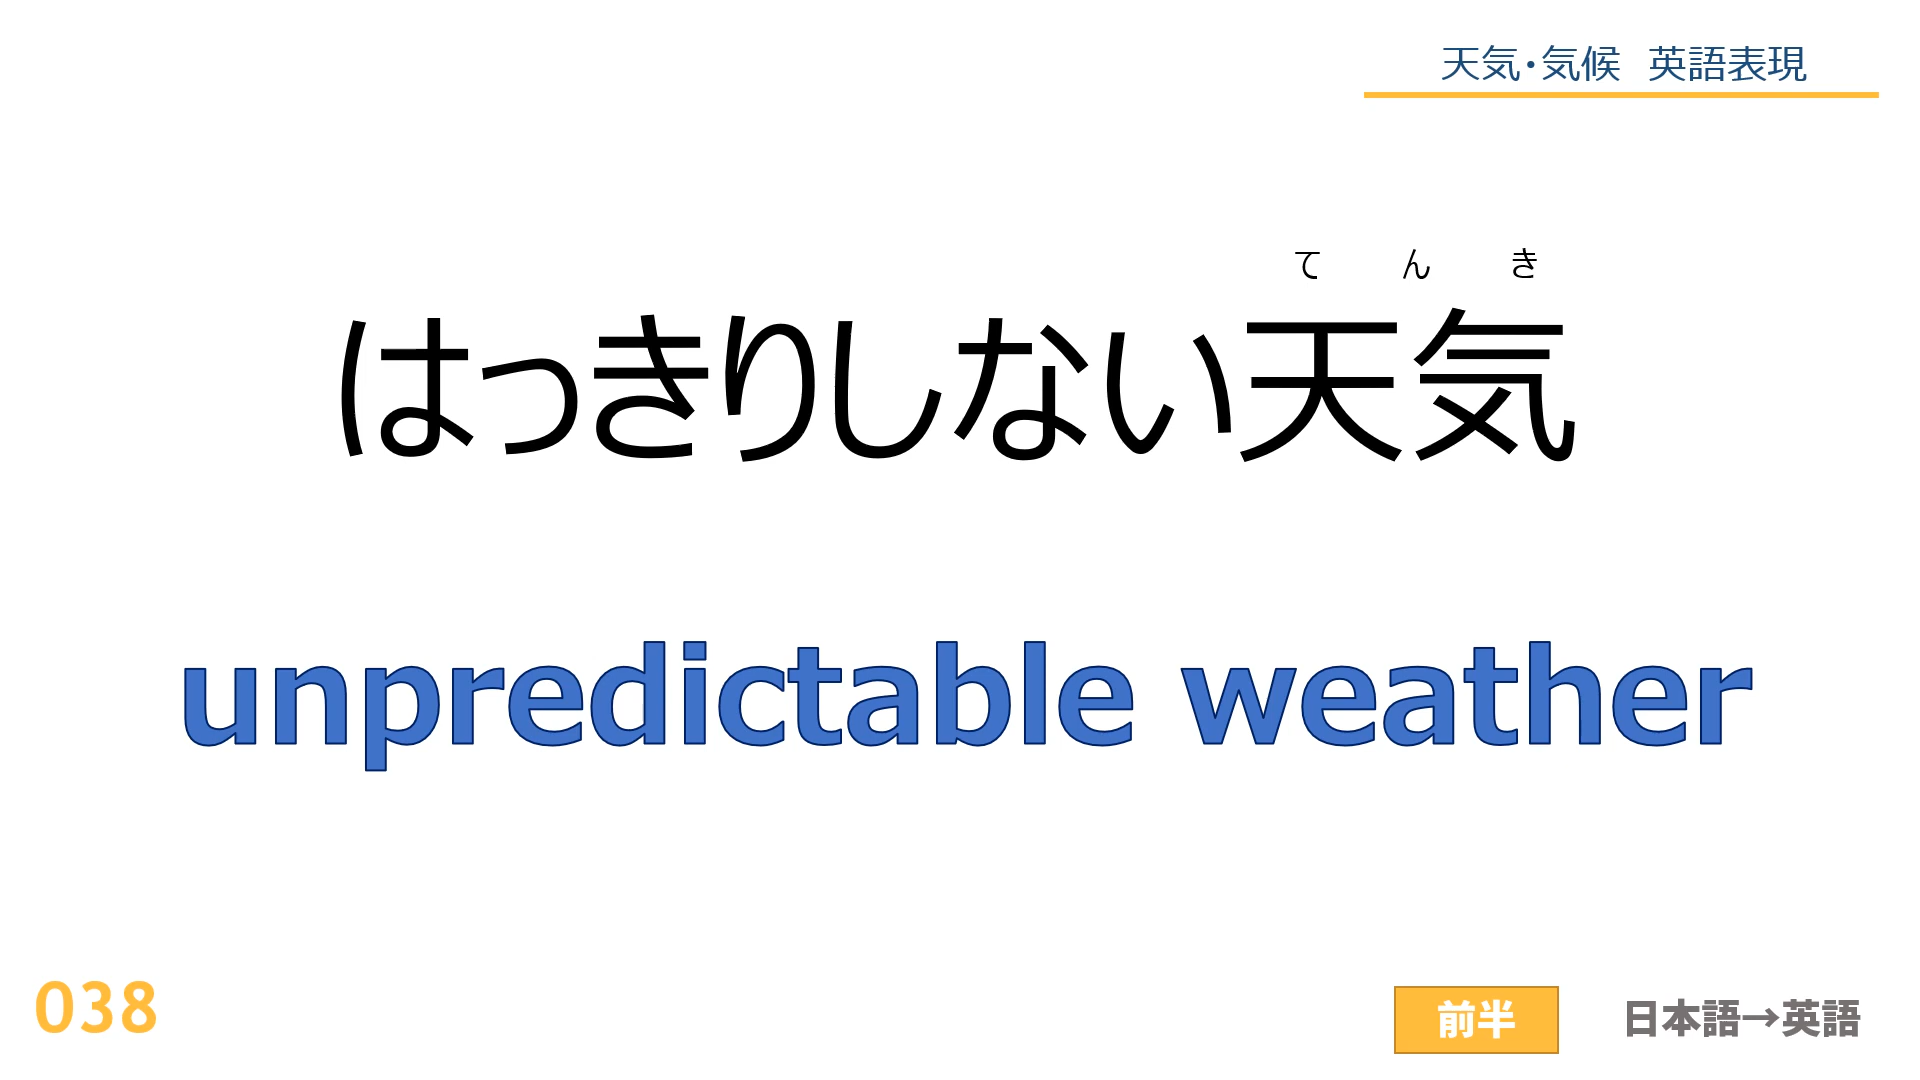 天気・気候　英語表現
てんき
はっきりしない天気
unpredictable weather
038
前半
日本語→英語